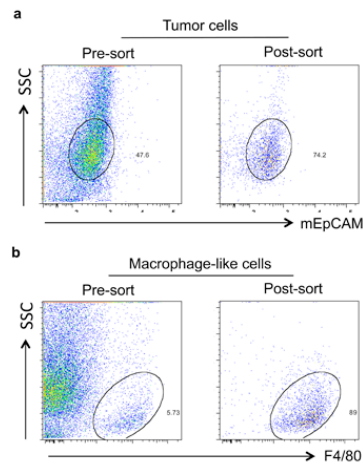 a
Tumor cells
Pre-sort Post-sort
SSC
47.6
74.2
mEpCAM
b
Macrophage-like cells
Pre-sort Post-sort
SSC
5.73
89
F4/80